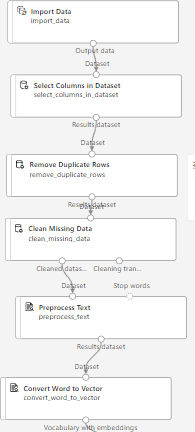 Import Data
import_data
Output data
Dataset
Select Columns in Dataset
select_columns_in_dataset
Results dataset
Dataset
Remove Duplicate Rows
remove_duplicate_rows
Results dataset
Dataset
Clean Missing Data
clean_missing_data
Cleaned datas... Cleaning tran...
Dataset Stop words
Preprocess Text
preprocess_text
Results dataset
Dataset
Convert Word to Vector
convert_word_to_vector
Vocabulary with embeddings